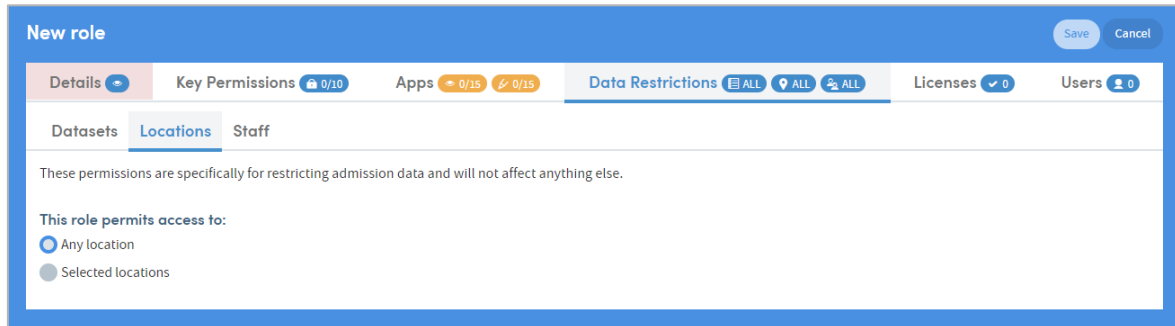 New role
Save Cancel
Details Key Permissions 0/10 Apps 0/15 0/15 Data Restrictions ALL ALL ALL Licenses 0 Users 0
Datasets Locations Staff
These permissions are specifically for restricting admission data and will not affect anything else.
This role permits access to:
Any location
Selected locations